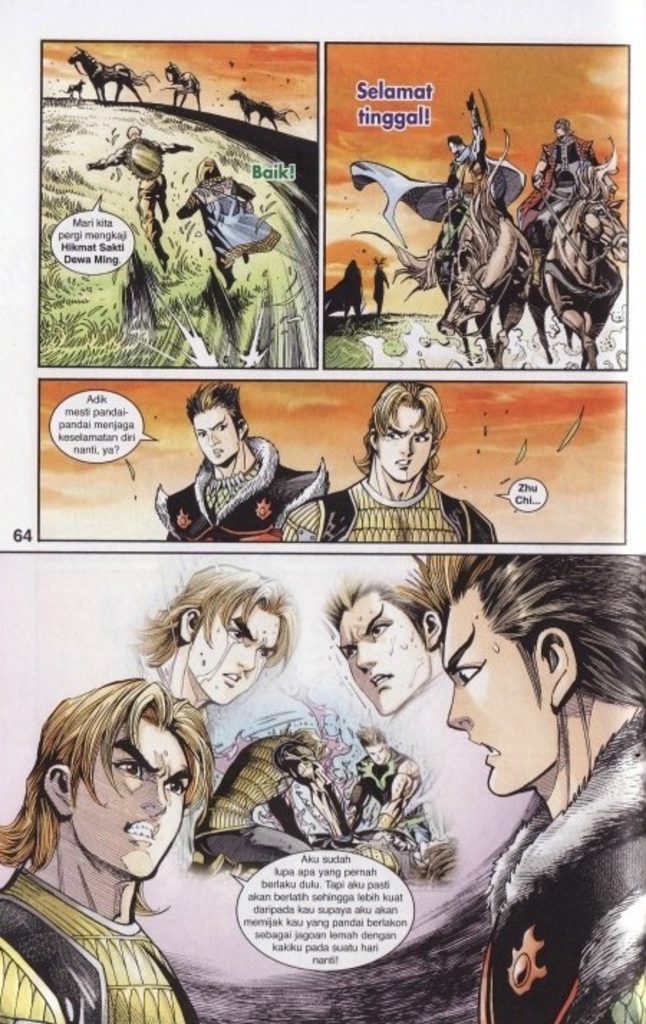 Baik!
Mari kita
pergi mengkaji
Hikmat Sakti
Dewa Ming.
Selamat
tinggal!
Adik
mesti pandai-
pandai menjaga
keselamatan diri
nanti, ya?
Zhu
Chi...
64
Aku sudah
lupa apa yang pernah
berlaku dulu. Tapi aku pasti
akan berlatih sehingga lebih kuat
daripada kau supaya aku akan
memijak kau yang pandai berlakon
sebagai jagoan lemah dengan
kakiku pada suatu hari
nanti!